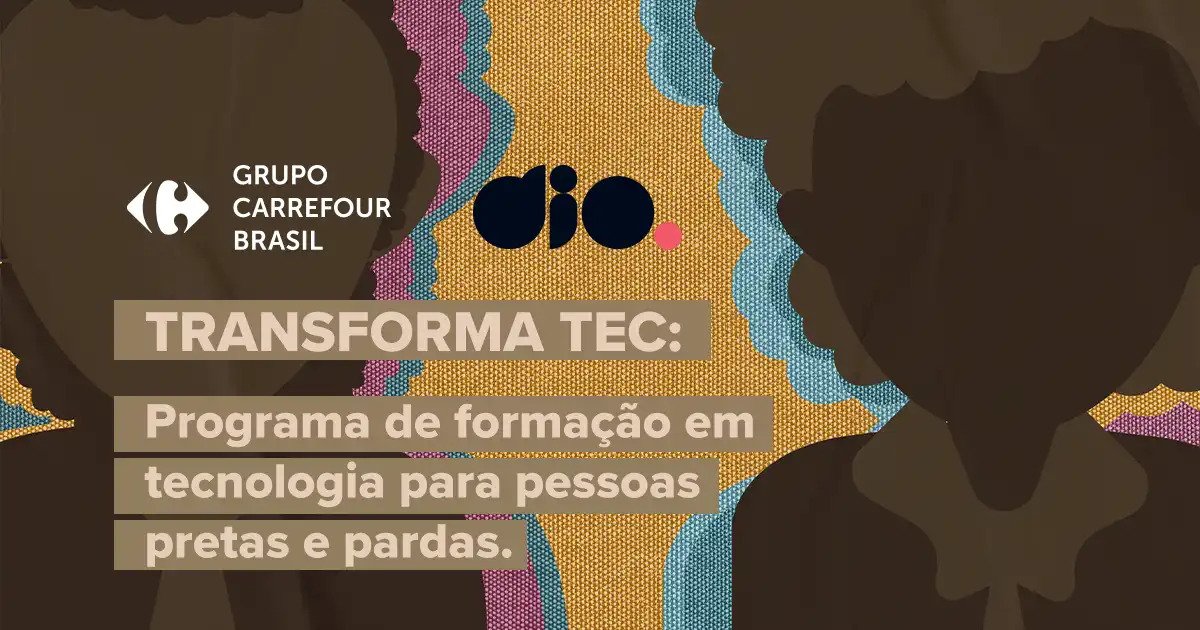 GRUPO
CARREFOUR
BRASIL
dio.
TRANSFORMA TEC:
Programa de formação em
tecnologia para pessoas
pretas e pardas.